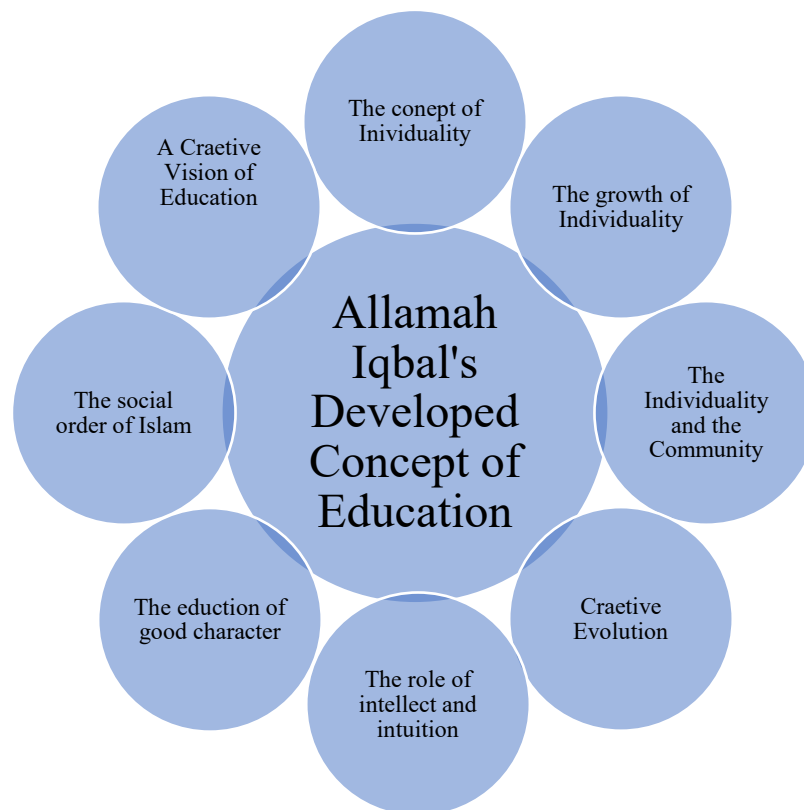 The conept of
Inividuality
The growth of
Individuality
The
Individuality
and the
Community
Craetive
Evolution
The role of
intellect and
intuition
The eduction of
good character
The social
order of Islam
A Craetive
Vision of
Education
Allamah
Iqbal's
Developed
Concept of
Education